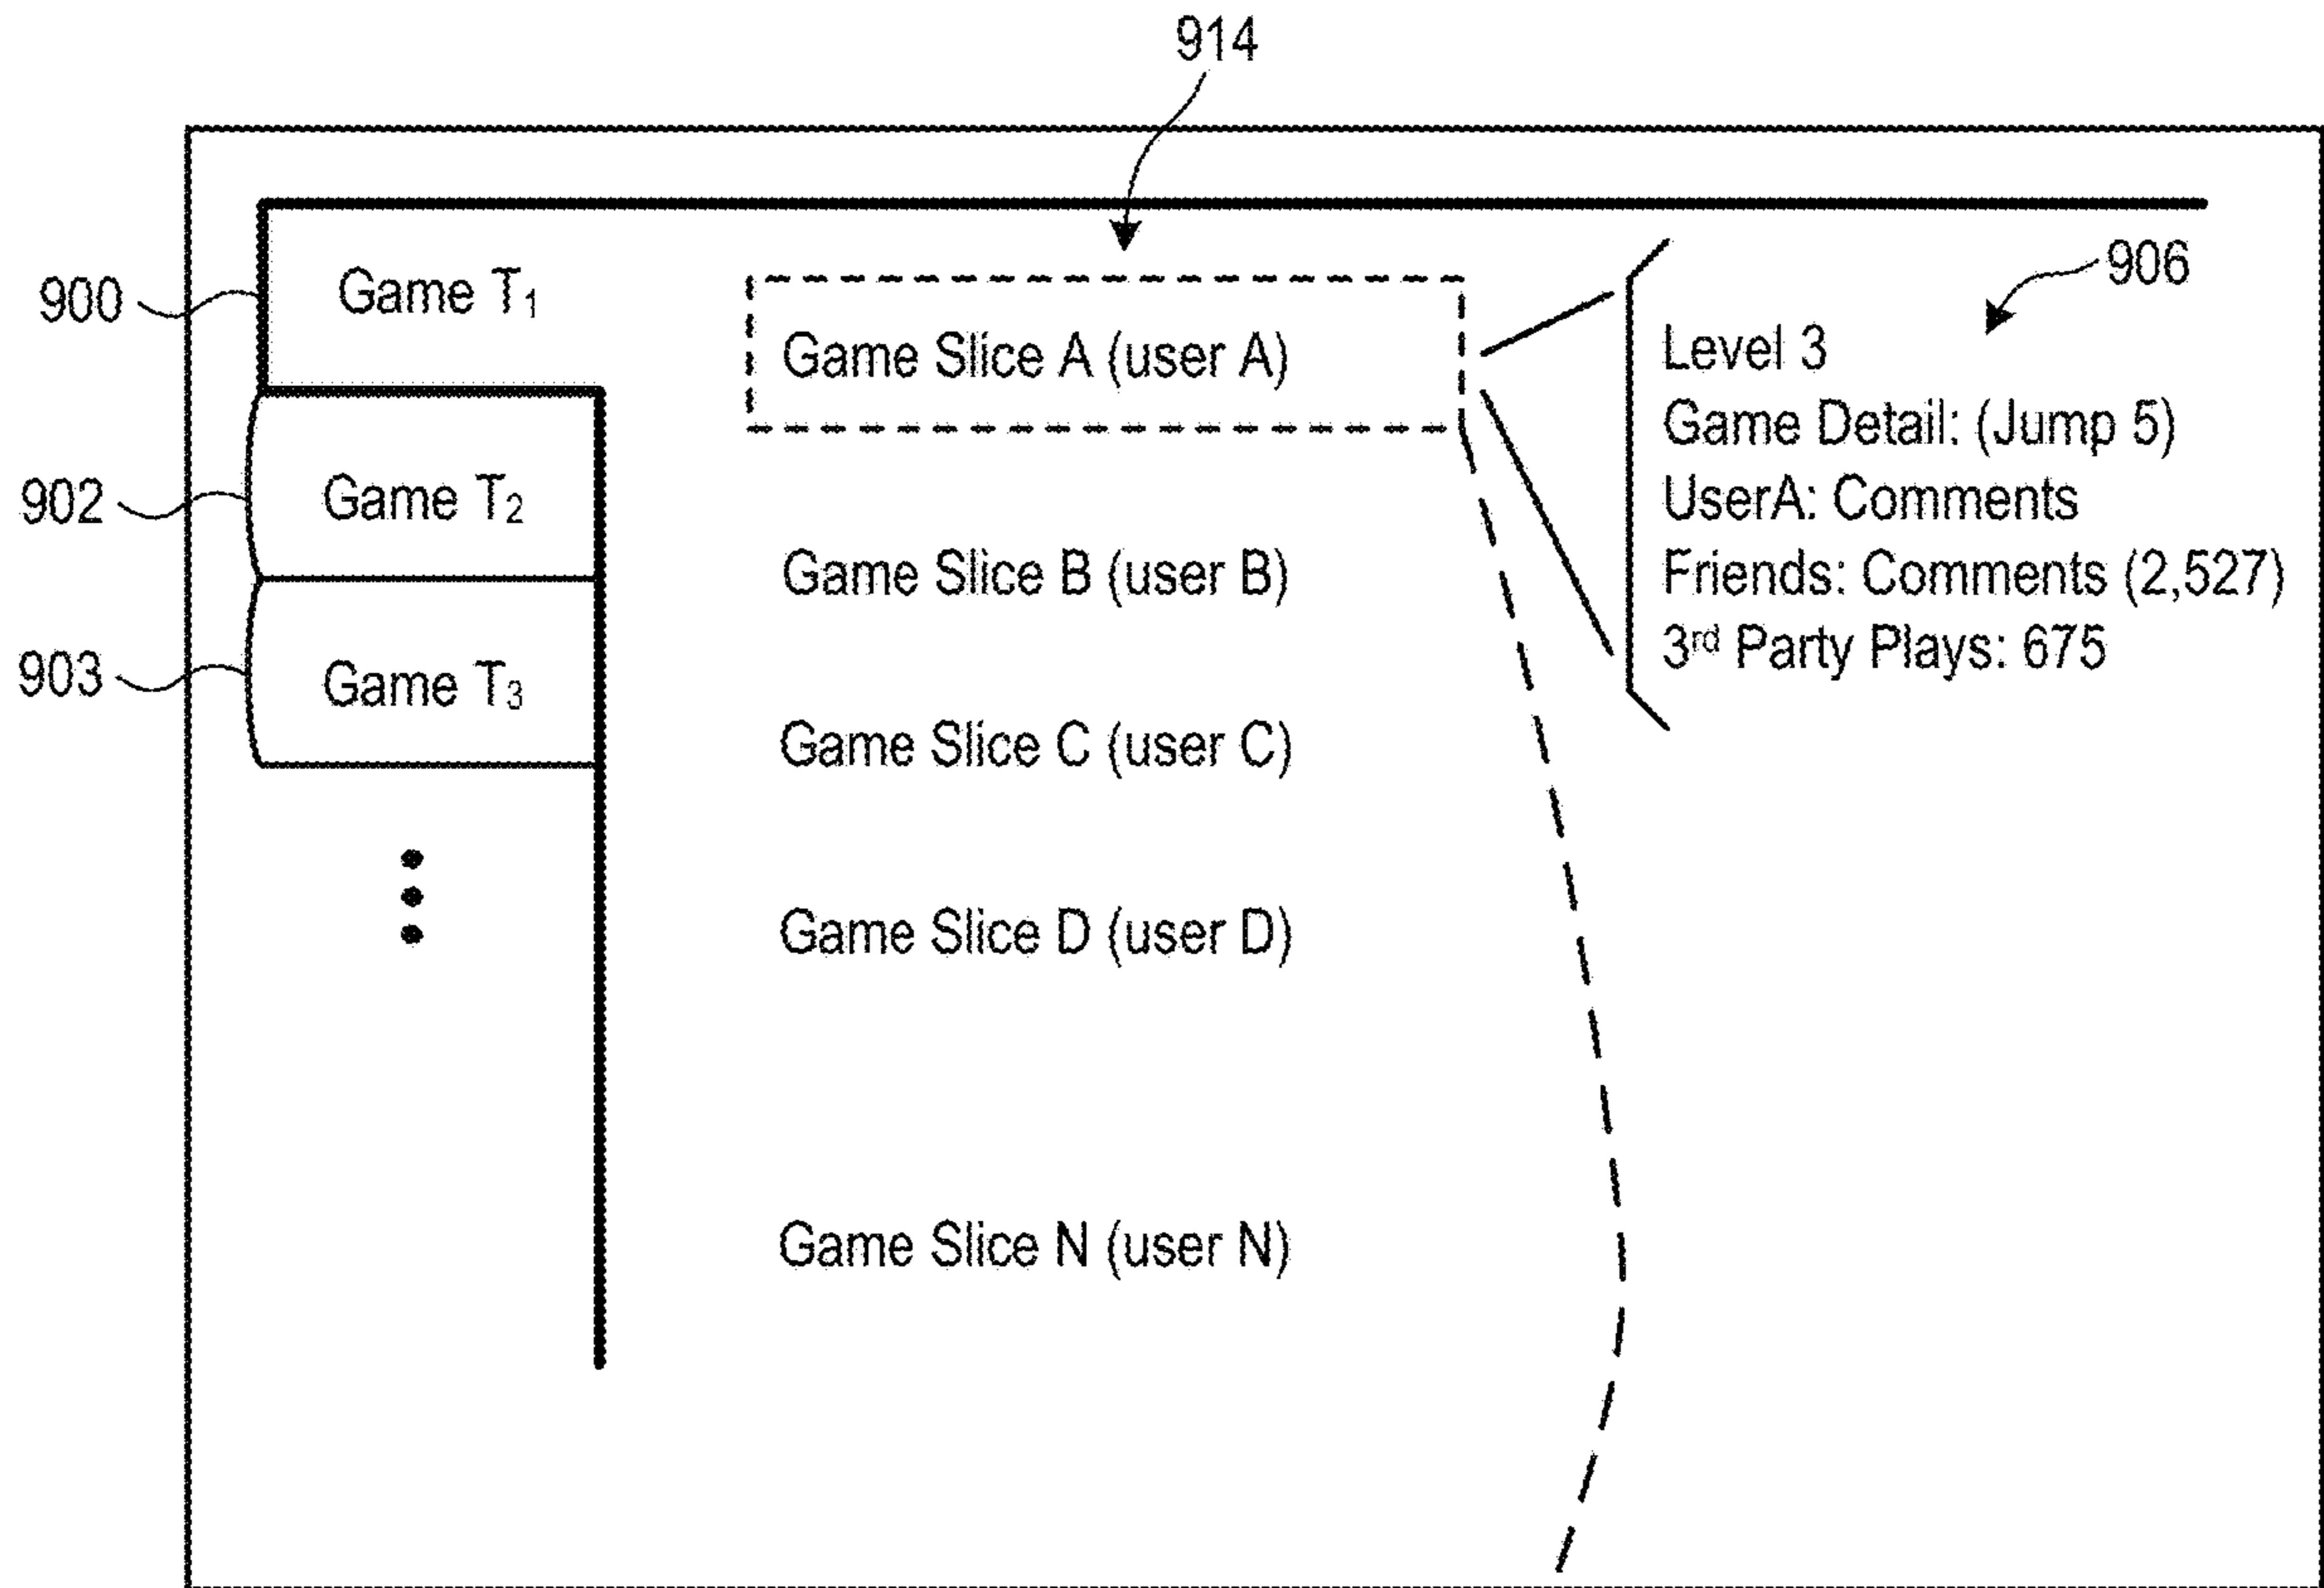 914
900
Game T1
902
Game T2
903
Game T3
Game Slice A (user A)
Game Slice B (user B)
Game Slice C (user C)
Game Slice D (user D)
Game Slice N (user N)
906
Level 3
Game Detail: (Jump 5)
UserA: Comments
Friends: Comments (2,527)
3rd Party Plays: 675